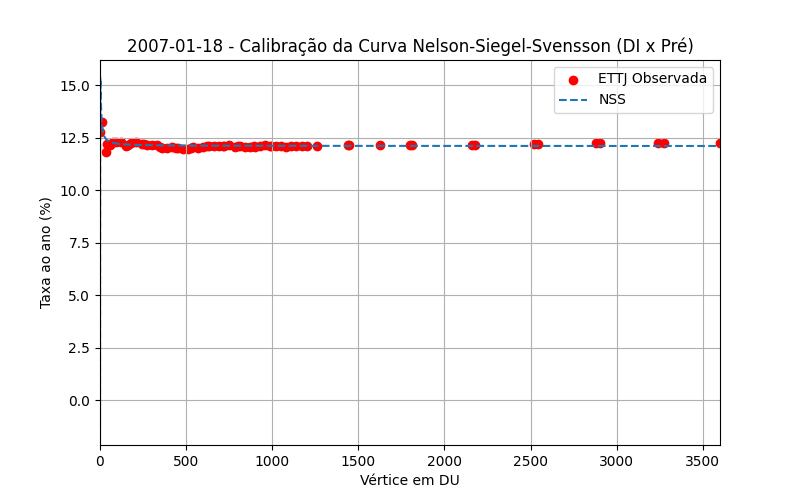 2007-01-18 - Calibração da Curva Nelson-Siegel-Svensson (DI x Pré)
ETTJ Observada
NSS
Taxa ao ano (%)
15.0
12.5
10.0
7.5
5.0
2.5
0.0
0 500 1000 1500 2000 2500 3000 3500
Vértice em DU